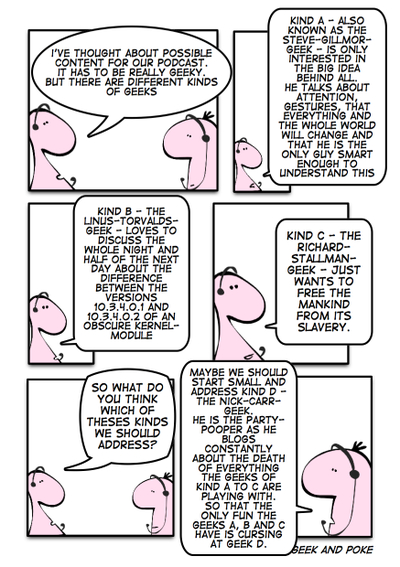 I'VE THOUGHT ABOUT POSSIBLE
CONTENT FOR OUR PODCAST.
IT HAS TO BE REALLY GEEKY.
BUT THERE ARE DIFFERENT KINDS
OF GEEKS
KIND A - ALSO
KNOWN AS THE
STEVE-GILLMOR-
GEEK - IS ONLY
INTERESTED IN
THE BIG IDEA
BEHIND ALL.
HE TALKS ABOUT
ATTENTION,
GESTURES, THAT
EVERYTHING AND
THE WHOLE WORLD
WILL CHANGE AND
THAT HE IS THE
ONLY GUY SMART
ENOUGH TO
UNDERSTAND THIS
KIND B - THE
LINUS-TORVALDS-
GEEK - LOVES TO
DISCUSS THE
WHOLE NIGHT AND
HALF OF THE NEXT
DAY ABOUT THE
DIFFERENCE
BETWEEN THE
VERSIONS
10.3.4.0.1 AND
10.3.4.0.2 OF AN
OBSCURE KERNEL-
MODULE
KIND C - THE
RICHARD-
STALLMAN-
GEEK - JUST
WANTS TO
FREE THE
MANKIND
FROM ITS
SLAVERY.
SO WHAT DO
YOU THINK
WHICH OF
THESES KINDS
WE SHOULD
ADDRESS?
MAYBE WE SHOULD
START SMALL AND
ADDRESS KIND D -
THE NICK-CARR-
GEEK.
HE IS THE PARTY-
POOPER AS HE
BLOGS
CONSTANTLY
ABOUT THE DEATH
OF EVERYTHING
THE GEEKS OF
KIND A TO C ARE
PLAYING WITH.
SO THAT THE
ONLY FUN THE
GEEKS A, B AND C
HAVE IS CURSING
AT GEEK D.
GEEK AND POKE